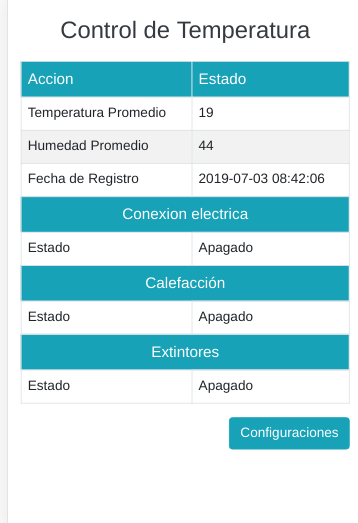 Control de Temperatura
Accion Estado
Temperatura Promedio 19
Humedad Promedio 44
Fecha de Registro 2019-07-03 08:42:06
Conexion electrica
Estado Apagado
Calefacción
Estado Apagado
Extintores
Estado Apagado
Configuraciones